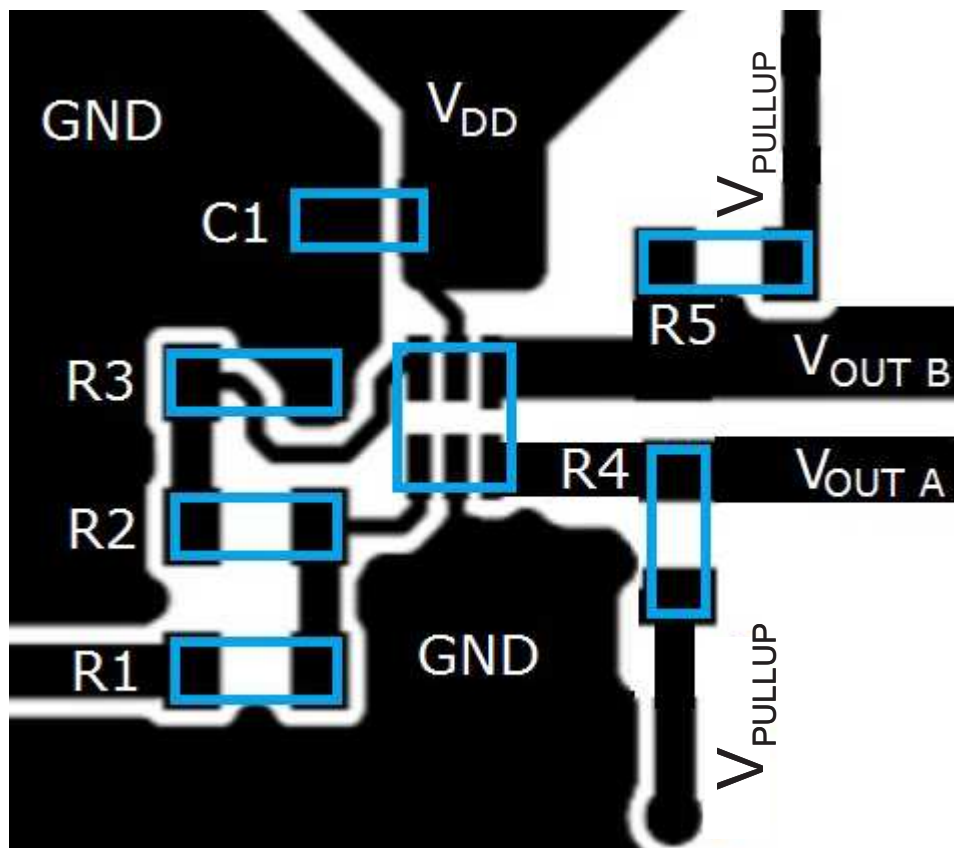 GND
VDD
VPULLUP
C1
R5
R3
VOUT B
R4
VOUT A
R2
GND
R1
VPULLUP